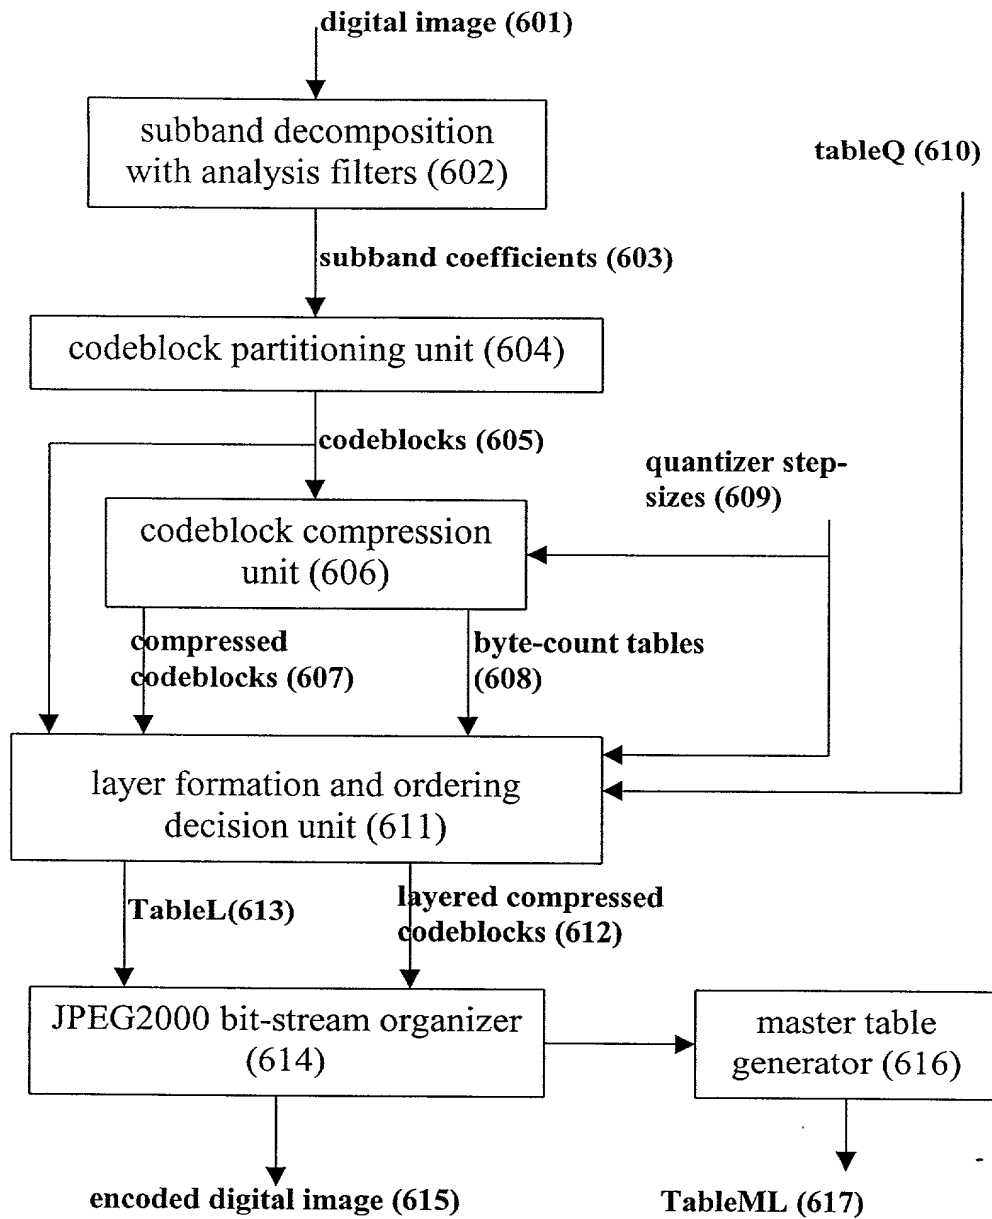 digital image (601)
subband decomposition
with analysis filters (602)
tableQ (610)
subband coefficients (603)
codeblock partitioning unit (604)
codeblocks (605)
quantizer step-
sizes (609)
codeblock compression
unit (606)
compressed
codeblocks (607)
byte-count tables
(608)
layer formation and ordering
decision unit (611)
TableL(613)
layered compressed
codeblocks (612)
JPEG2000 bit-stream organizer
(614)
master table
generator (616)
encoded digital image (615)
TableML (617)